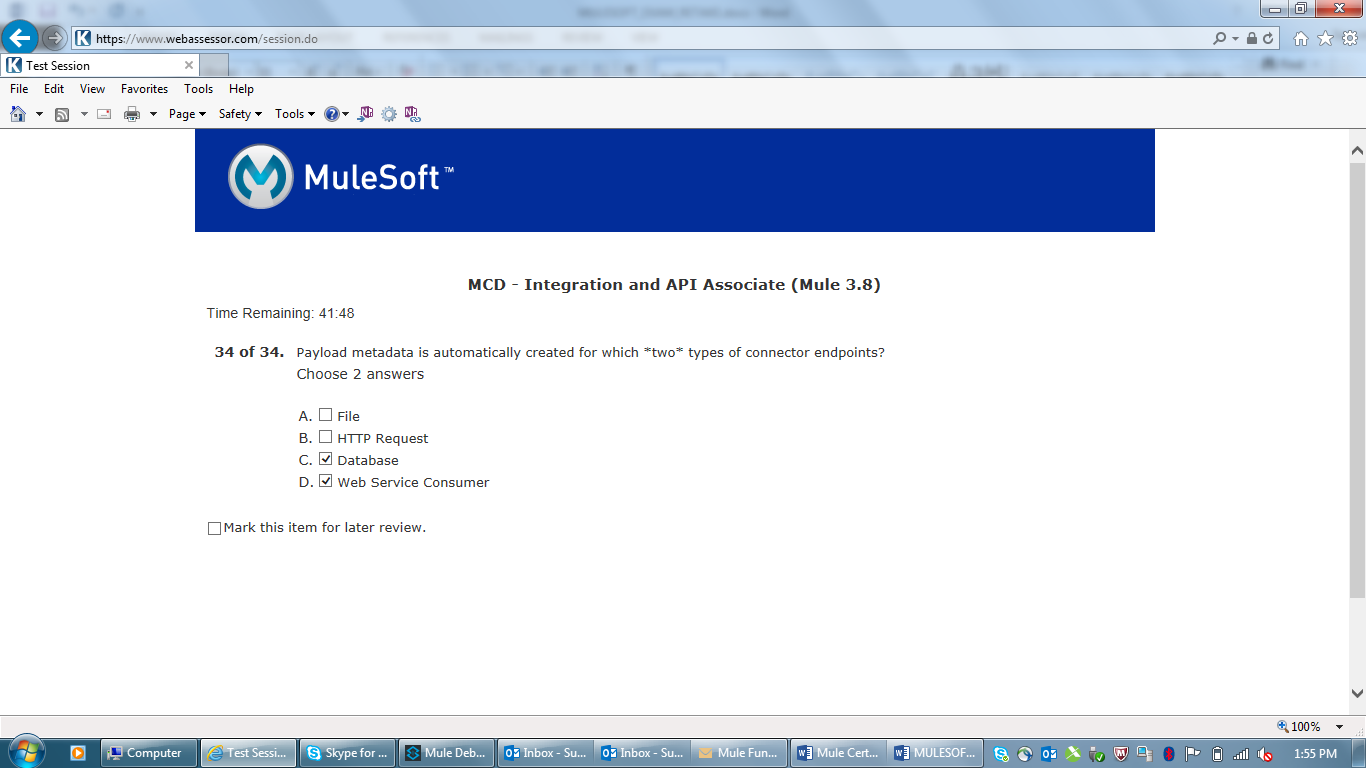 https://www.webassessor.com/session.do
Test Session
File Edit View Favorites Tools Help
Page Safety Tools
MuleSoft™
MCD - Integration and API Associate (Mule 3.8)
Time Remaining: 41:48
34 of 34. Payload metadata is automatically created for which *two* types of connector endpoints?
Choose 2 answers
A. File
B. HTTP Request
C. Database
D. Web Service Consumer
Mark this item for later review.
100%
Computer
Test Sessi...
Skype for ...
Mule Deb...
Inbox - Su...
Inbox - Su...
Mule Fun...
Mule Cert...
MULESOF...
1:55 PM